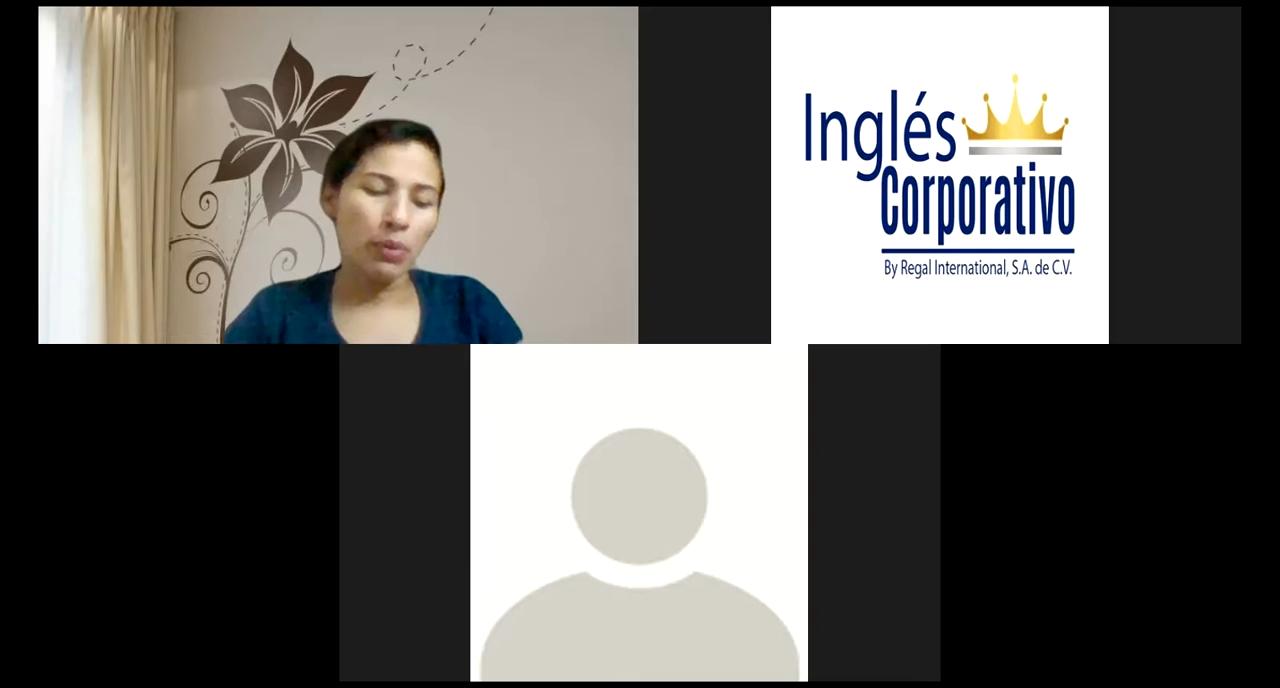 Inglés
Corporativo
By Regal International, S.A. de C.V.